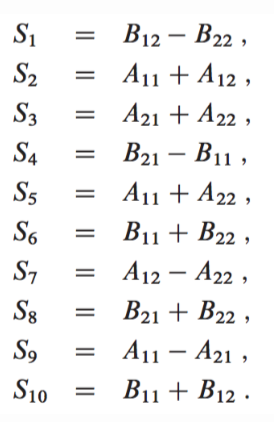 S₁ = B₁₂ − B₂₂ ,
S₂ = A₁₁ + A₁₂ ,
S₃ = A₂₁ + A₂₂ ,
S₄ = B₂₁ − B₁₁ ,
S₅ = A₁₁ + A₂₂ ,
S₆ = B₁₁ + B₂₂ ,
S₇ = A₁₂ − A₂₂ ,
S₈ = B₂₁ + B₂₂ ,
S₉ = A₁₁ − A₂₁ ,
S₁₀ = B₁₁ + B₁₂ .